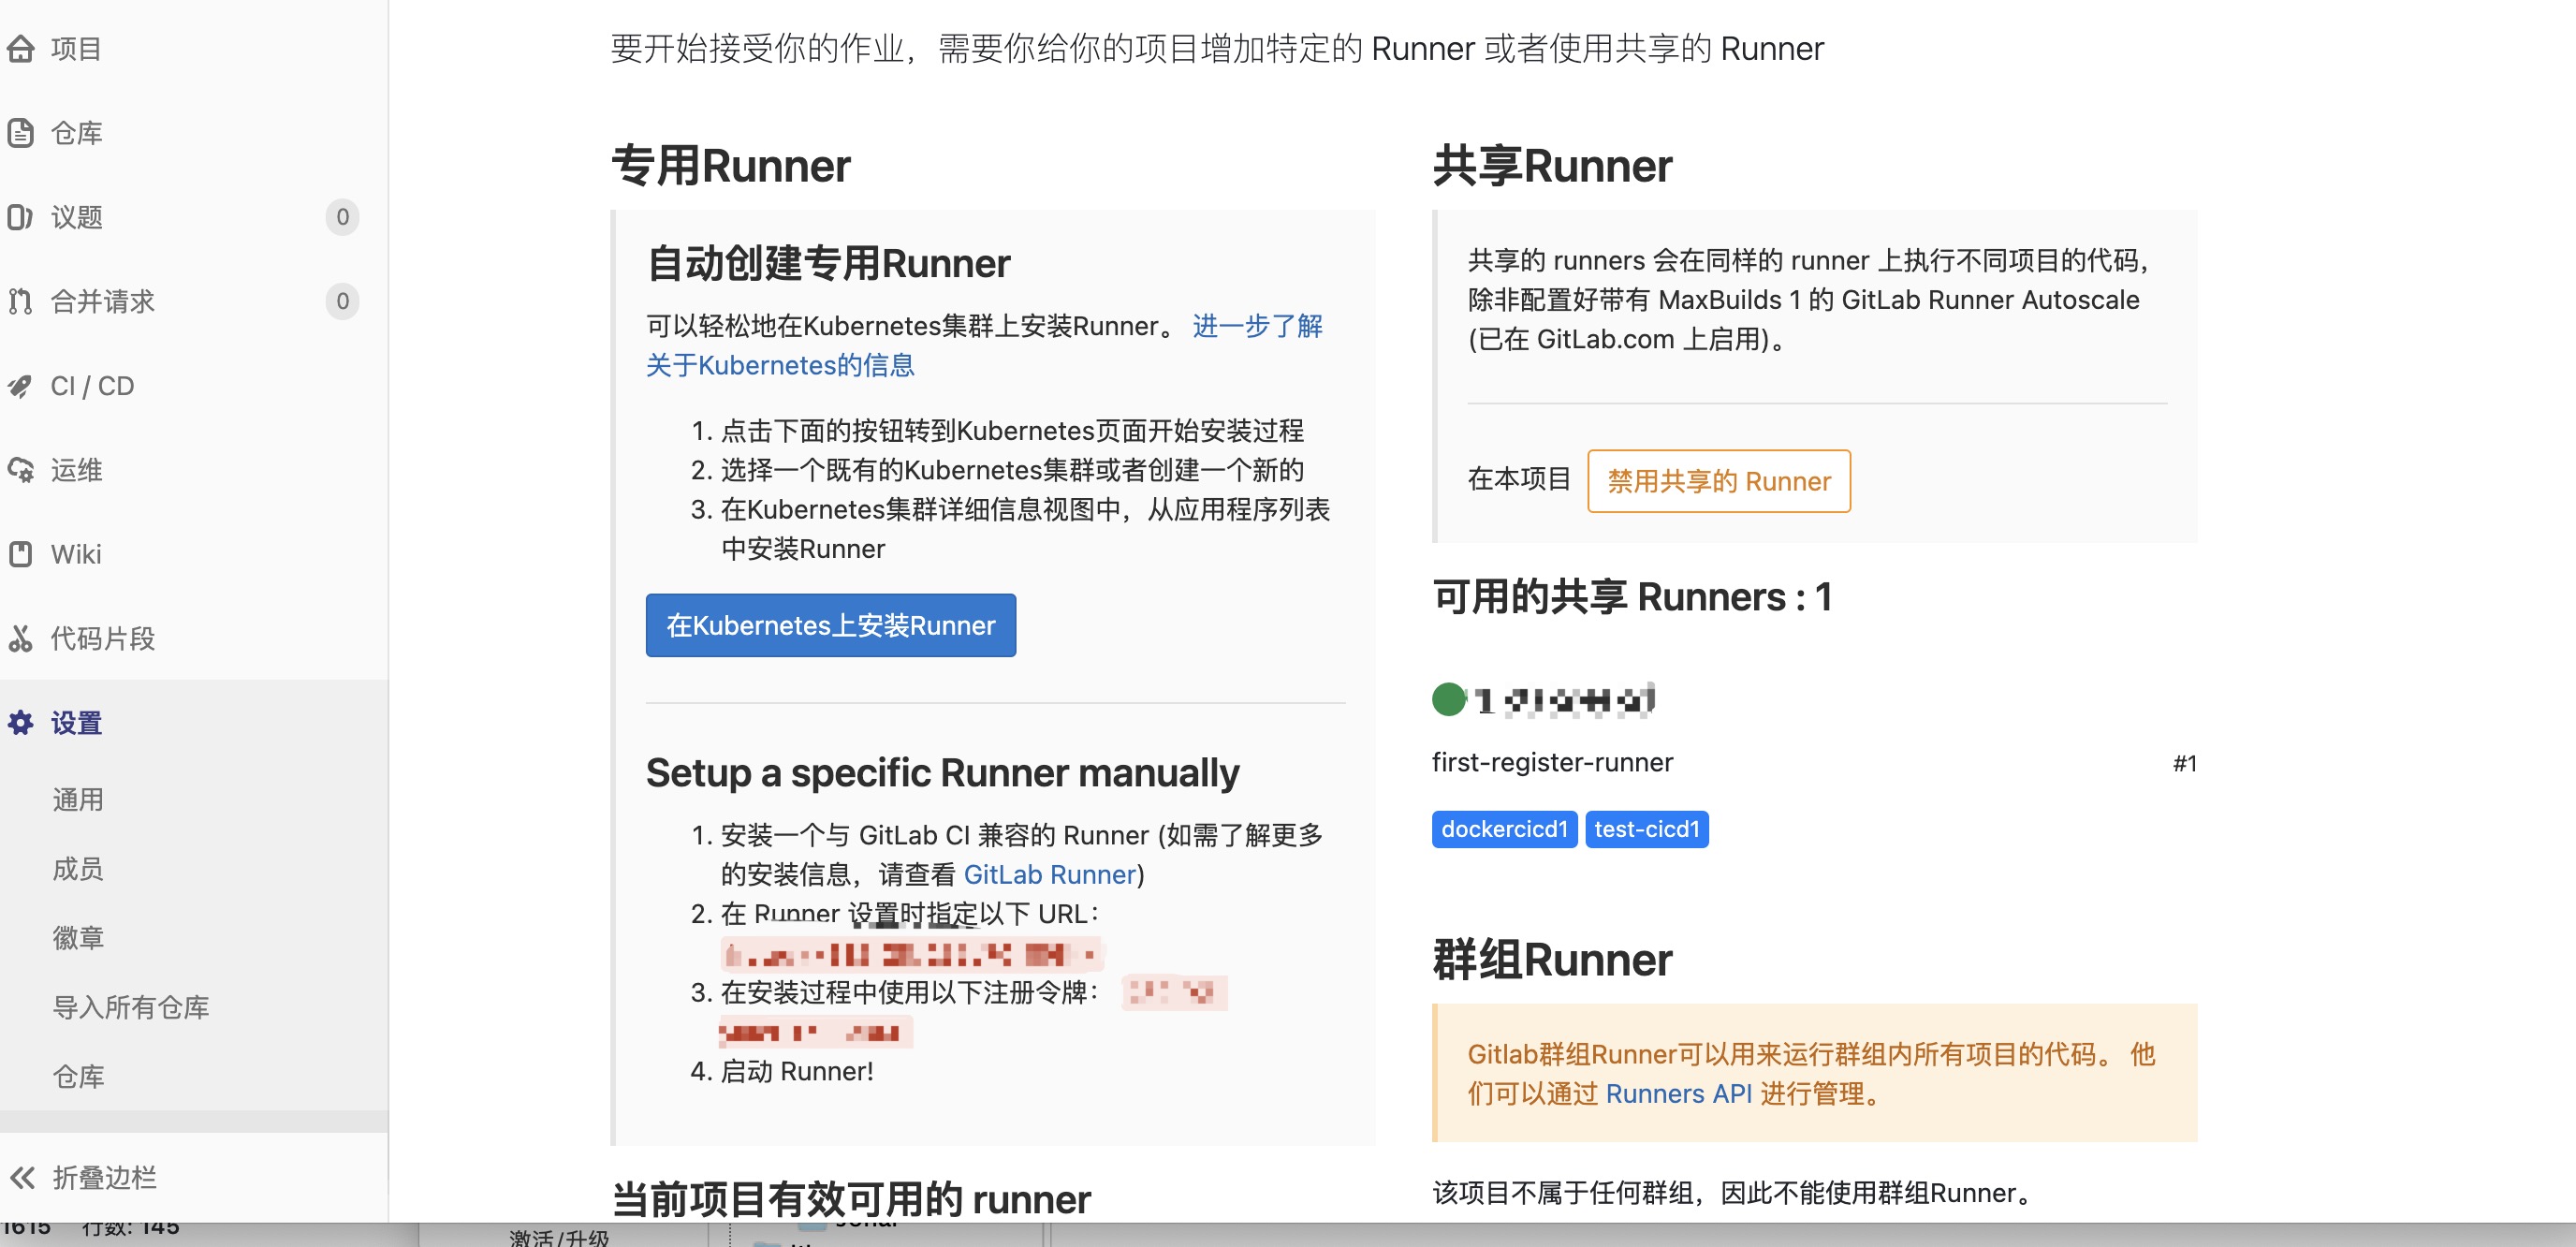 项目
仓库
议题 0
合并请求 0
CI / CD
运维
Wiki
代码片段
设置
通用
成员
徽章
导入所有仓库
仓库
折叠边栏
要开始接受你的作业，需要你给你的项目增加特定的 Runner 或者使用共享的 Runner
专用Runner
自动创建专用Runner
可以轻松地在Kubernetes集群上安装Runner。 进一步了解
关于Kubernetes的信息
1. 点击下面的按钮转到Kubernetes页面开始安装过程
2. 选择一个既有的Kubernetes集群或者创建一个新的
3. 在Kubernetes集群详细信息视图中，从应用程序列表
中安装Runner
在Kubernetes上安装Runner
Setup a specific Runner manually
1. 安装一个与 GitLab CI 兼容的 Runner (如需了解更多
的安装信息，请查看 GitLab Runner)
2. 在 Runner 设置时指定以下 URL：
3. 在安装过程中使用以下注册令牌：
4. 启动 Runner!
当前项目有效可用的 runner
共享Runner
共享的 runners 会在同样的 runner 上执行不同项目的代码，
除非配置好带有 MaxBuilds 1 的 GitLab Runner Autoscale
(已在 GitLab.com 上启用)。
在本项目 禁用共享的 Runner
可用的共享 Runners : 1
first-register-runner #1
dockercicd1 test-cicd1
群组Runner
Gitlab群组Runner可以用来运行群组内所有项目的代码。 他
们可以通过 Runners API 进行管理。
该项目不属于任何群组，因此不能使用群组Runner。
1615 行数: 145
激活/升级